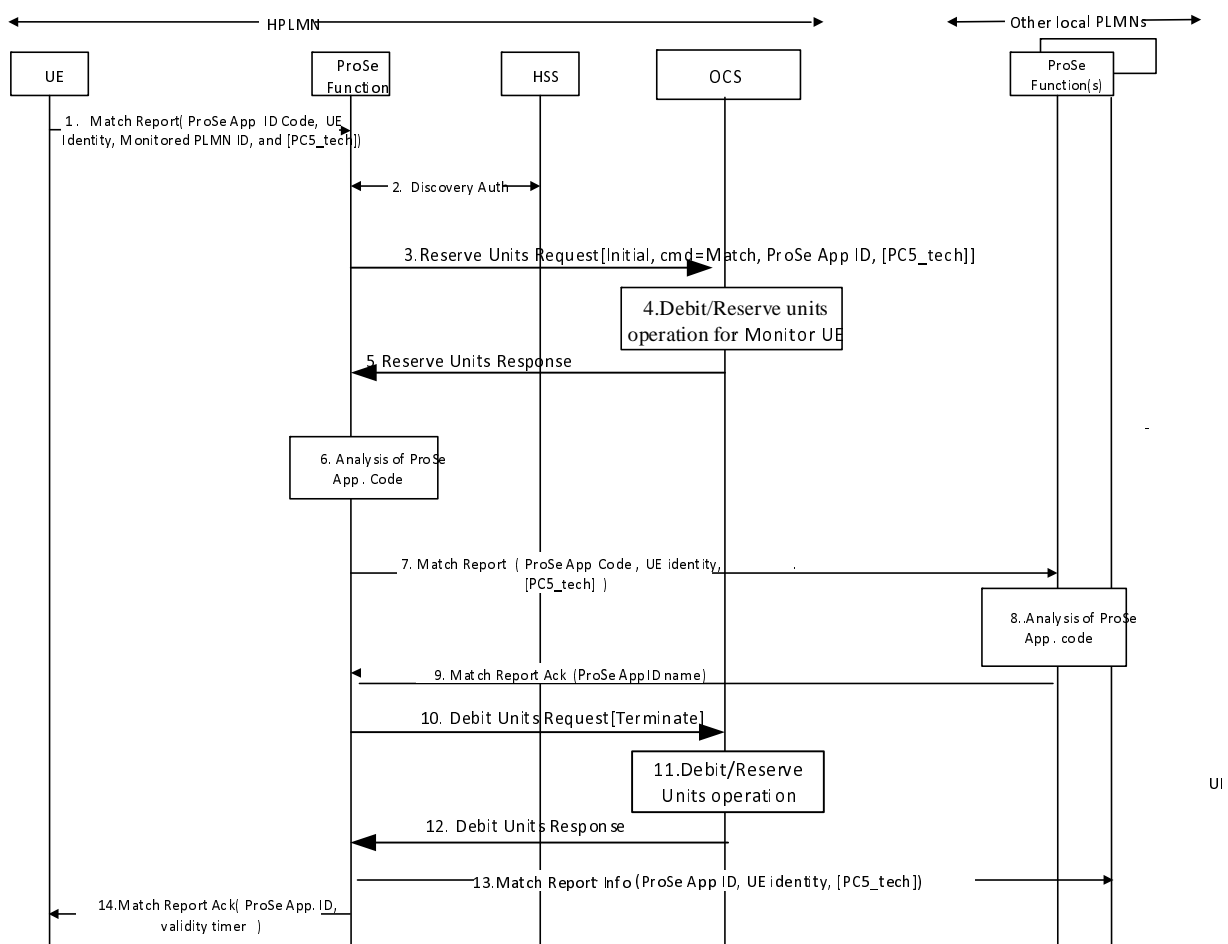 HPLMN
Other local PLMNs
UE
ProSe
Function
HSS
OCS
ProSe
Function(s)
1. Match Report( ProSe App ID Code, UE
Identity, Monitored PLMN ID, and [PC5_tech])
2. Discovery Auth
3.Reserve Units Request[Initial, cmd=Match, ProSe App ID, [PC5_tech]]
4.Debit/Reserve units
operation for Monitor UE
5 Reserve Units Response
6. Analysis of ProSe
App. Code
7. Match Report ( ProSe App Code , UE identity,
[PC5_tech] )
8..Analysis of ProSe
App. code
9. Match Report Ack (ProSe App ID name)
10. Debit Units Request[Terminate]
11.Debit/Reserve
Units operation
12. Debit Units Response
13.Match Report Info (ProSe App ID, UE identity, [PC5_tech])
14.Match Report Ack( ProSe App. ID,
validity timer )